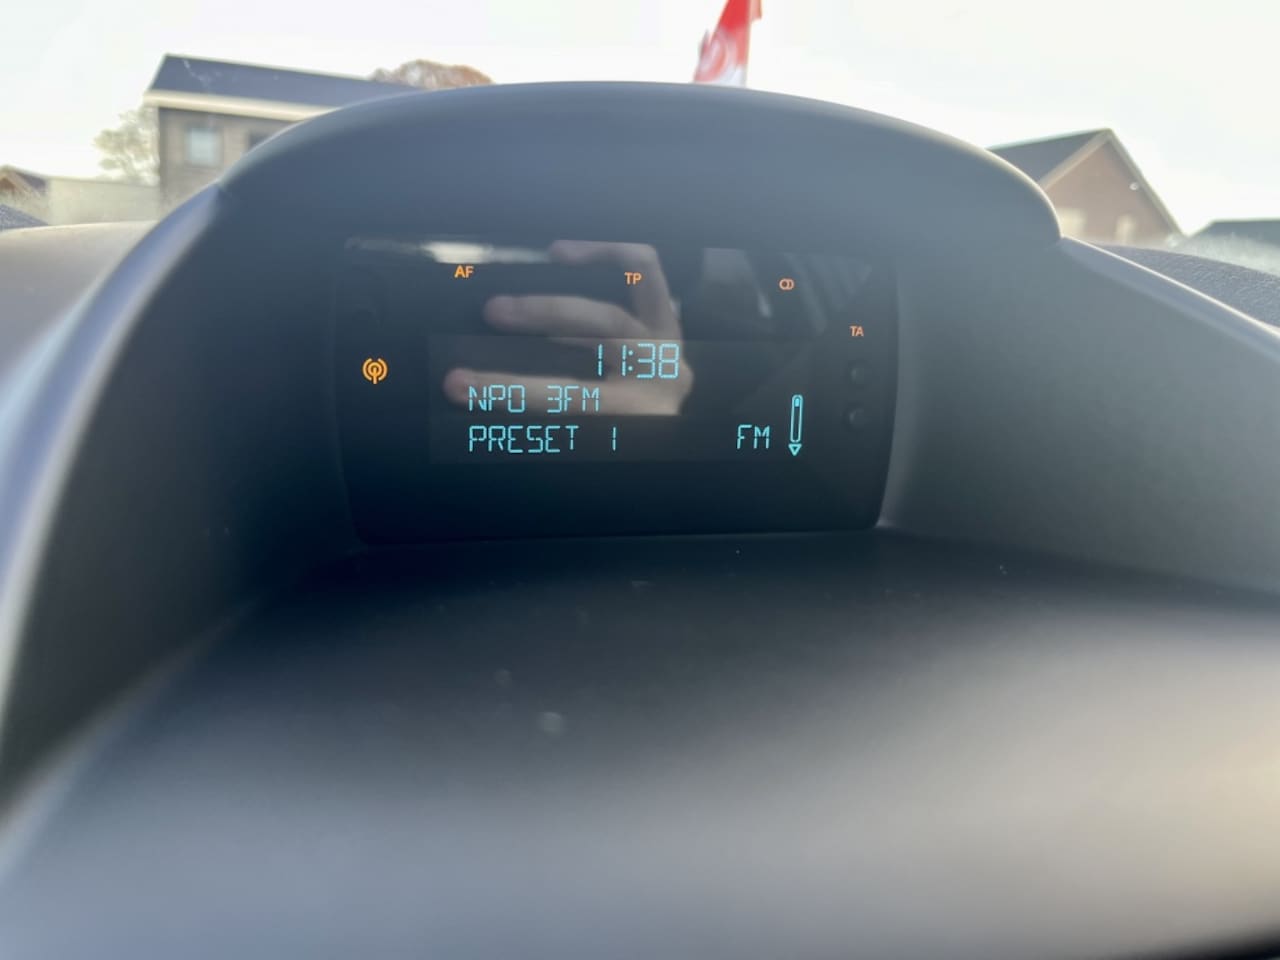 AF TP
TA
11:38
NPO 3FM
PRESET 1 FM